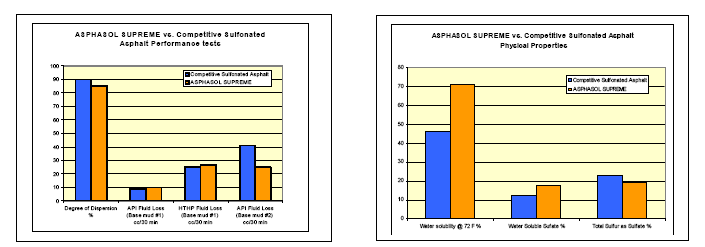 ASPHASOL SUPREME vs. Competitive Sulfonated
Asphalt Performance tests
100
90
80
70
60
50
40
30
20
10
0
Competitive Sulfonated Asphalt
ASPHASOL SUPREME
Degree of Dispersion
%
API Fluid Loss
(Base mud #1)
cc/30 min
HTHP Fluid Loss
(Base mud #1)
cc/30 min
API Fluid Loss
(Base mud #2)
cc/30 min
ASPHASOL SUPREME vs. Competitive Sulfonated Asphalt
Physical Properties
80
70
60
50
40
30
20
10
0
Competitive Sulfonated Asphalt
ASPHASOL SUPREME
Water solubility @ 72 F %
Water Soluble Sufate %
Total Sulfur as Sulfate %